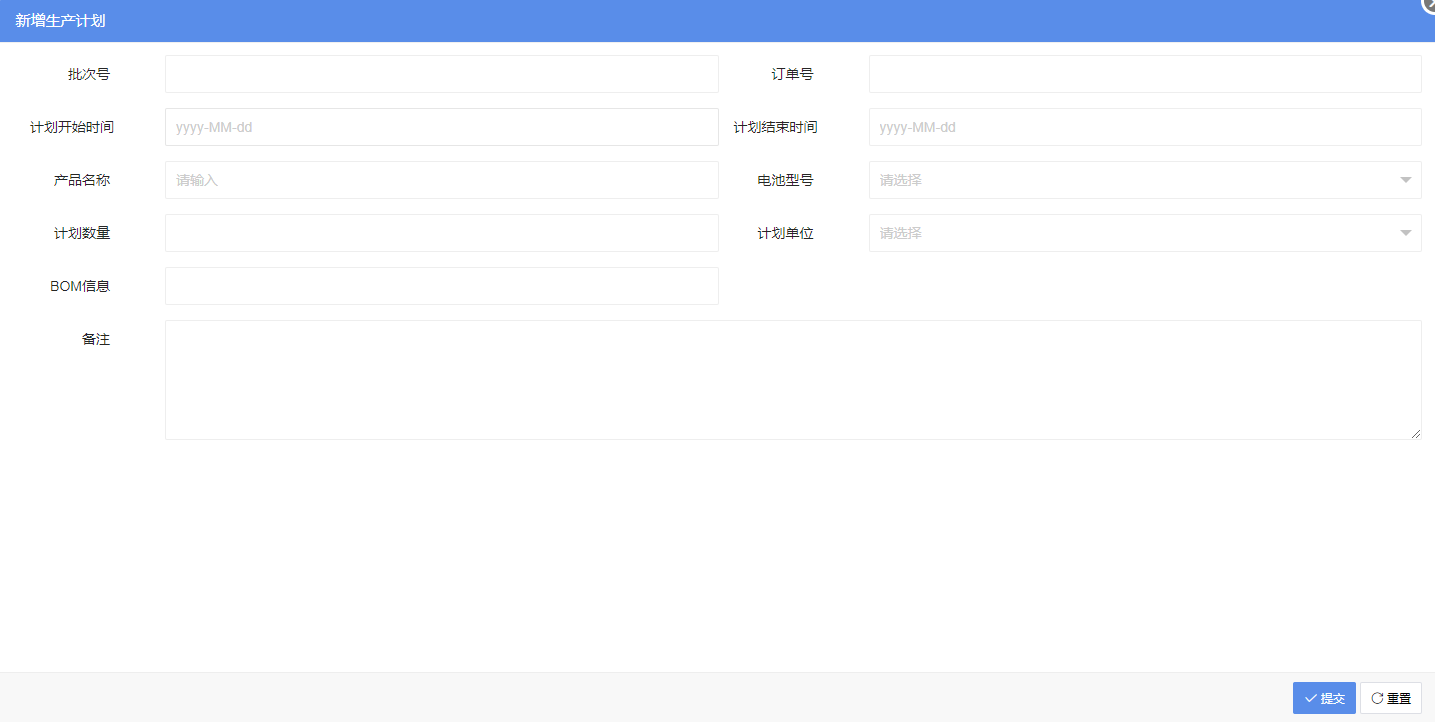 新增生产计划
批次号
订单号
计划开始时间 yyyy-MM-dd
计划结束时间 yyyy-MM-dd
产品名称 请输入
电池型号 请选择
计划数量
计划单位 请选择
BOM信息
备注
提交
重置